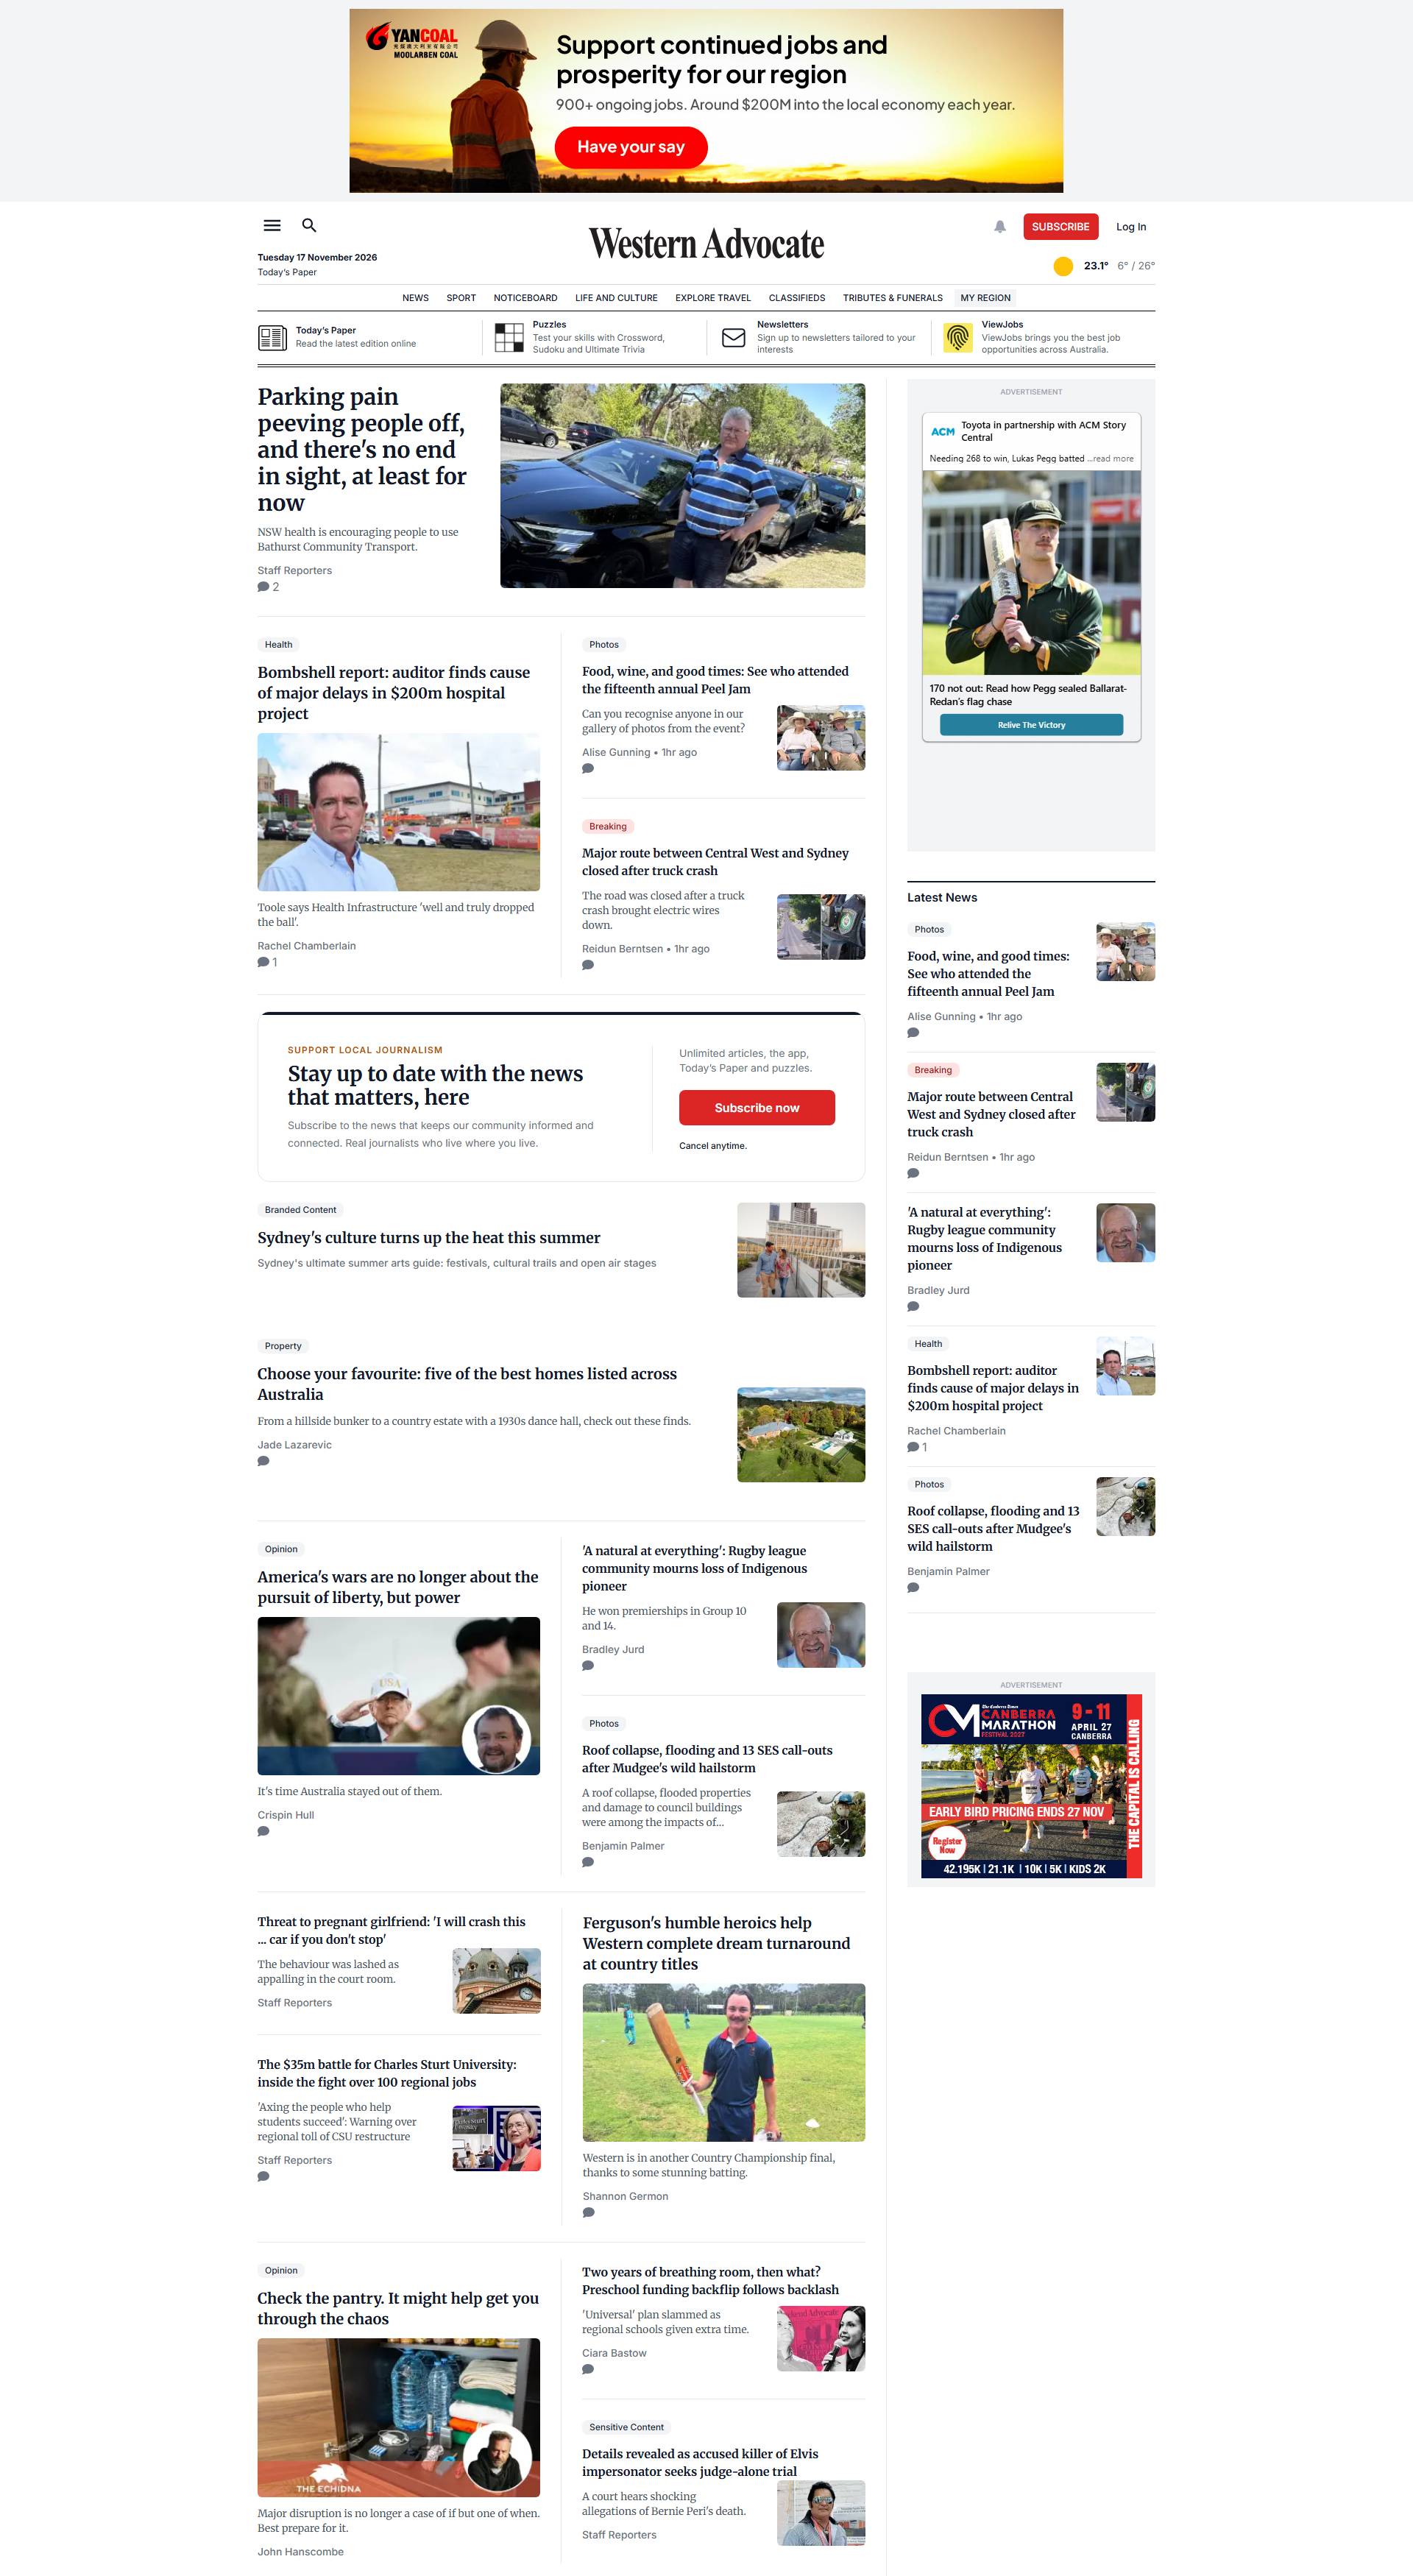 YANCOAL
MOOLARBEN COAL
Support continued jobs and
prosperity for our region
900+ ongoing jobs. Around $200M into the local economy each year.
Have your say
Western Advocate
SUBSCRIBE
Log In
Tuesday 17 November 2026
Today's Paper
23.1° 6° / 26°
NEWS SPORT NOTICEBOARD LIFE AND CULTURE EXPLORE TRAVEL CLASSIFIEDS TRIBUTES & FUNERALS MY REGION
Today's Paper
Read the latest edition online
Puzzles
Test your skills with Crossword,
Sudoku and Ultimate Trivia
Newsletters
Sign up to newsletters tailored to your
interests
ViewJobs
ViewJobs brings you the best job
opportunities across Australia.
Parking pain
peeving people off,
and there's no end
in sight, at least for
now
NSW health is encouraging people to use
Bathurst Community Transport.
Staff Reporters
2
Health
Bombshell report: auditor finds cause
of major delays in $200m hospital
project
Toole says Health Infrastructure 'well and truly dropped
the ball'.
Rachel Chamberlain
1
Photos
Food, wine, and good times: See who attended
the fifteenth annual Peel Jam
Can you recognise anyone in our
gallery of photos from the event?
Alise Gunning • 1hr ago
Breaking
Major route between Central West and Sydney
closed after truck crash
The road was closed after a truck
crash brought electric wires
down.
Reidun Berntsen • 1hr ago
SUPPORT LOCAL JOURNALISM
Stay up to date with the news
that matters, here
Subscribe to the news that keeps our community informed and
connected. Real journalists who live where you live.
Unlimited articles, the app,
Today's Paper and puzzles.
Subscribe now
Cancel anytime.
Branded Content
Sydney's culture turns up the heat this summer
Sydney's ultimate summer arts guide: festivals, cultural trails and open air stages
Property
Choose your favourite: five of the best homes listed across
Australia
From a hillside bunker to a country estate with a 1930s dance hall, check out these finds.
Jade Lazarevic
Opinion
America's wars are no longer about the
pursuit of liberty, but power
USA
It's time Australia stayed out of them.
Crispin Hull
'A natural at everything': Rugby league
community mourns loss of Indigenous
pioneer
He won premierships in Group 10
and 14.
Bradley Jurd
Photos
Roof collapse, flooding and 13 SES call-outs
after Mudgee's wild hailstorm
A roof collapse, flooded properties
and damage to council buildings
were among the impacts of...
Benjamin Palmer
Threat to pregnant girlfriend: 'I will crash this
... car if you don't stop'
The behaviour was lashed as
appalling in the court room.
Staff Reporters
The $35m battle for Charles Sturt University:
inside the fight over 100 regional jobs
'Axing the people who help
students succeed': Warning over
regional toll of CSU restructure
Staff Reporters
Ferguson's humble heroics help
Western complete dream turnaround
at country titles
Western is in another Country Championship final,
thanks to some stunning batting.
Shannon Germon
Opinion
Check the pantry. It might help get you
through the chaos
THE ECHIDNA
Major disruption is no longer a case of if but one of when.
Best prepare for it.
John Hanscombe
Two years of breathing room, then what?
Preschool funding backflip follows backlash
'Universal' plan slammed as
regional schools given extra time.
Ciara Bastow
Sensitive Content
Details revealed as accused killer of Elvis
impersonator seeks judge-alone trial
A court hears shocking
allegations of Bernie Peri's death.
Staff Reporters
ADVERTISEMENT
ACM
Toyota in partnership with ACM Story
Central
Needing 268 to win, Lukas Pegg batted ...read more
170 not out: Read how Pegg sealed Ballarat-
Redan's flag chase
Relive The Victory
Latest News
Photos
Food, wine, and good times:
See who attended the
fifteenth annual Peel Jam
Alise Gunning • 1hr ago
Breaking
Major route between Central
West and Sydney closed after
truck crash
Reidun Berntsen • 1hr ago
'A natural at everything':
Rugby league community
mourns loss of Indigenous
pioneer
Bradley Jurd
Health
Bombshell report: auditor
finds cause of major delays in
$200m hospital project
Rachel Chamberlain
1
Photos
Roof collapse, flooding and 13
SES call-outs after Mudgee's
wild hailstorm
Benjamin Palmer
ADVERTISEMENT
The Canberra Times
CANBERRA
MARATHON
FESTIVAL 2027
9-11
APRIL 27
CANBERRA
THE CAPITAL IS CALLING
EARLY BIRD PRICING ENDS 27 NOV
Register
Now
42.195K | 21.1K | 10K | 5K | KIDS 2K